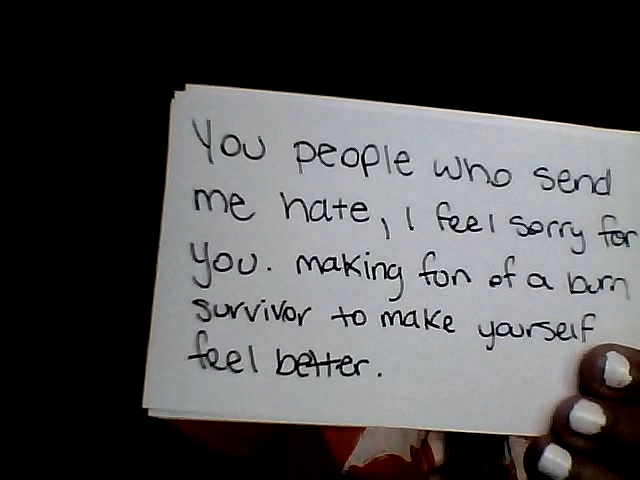 You people who send
me hate, I feel sorry for
you. making fun of a burn
survivor to make yourself
feel better.